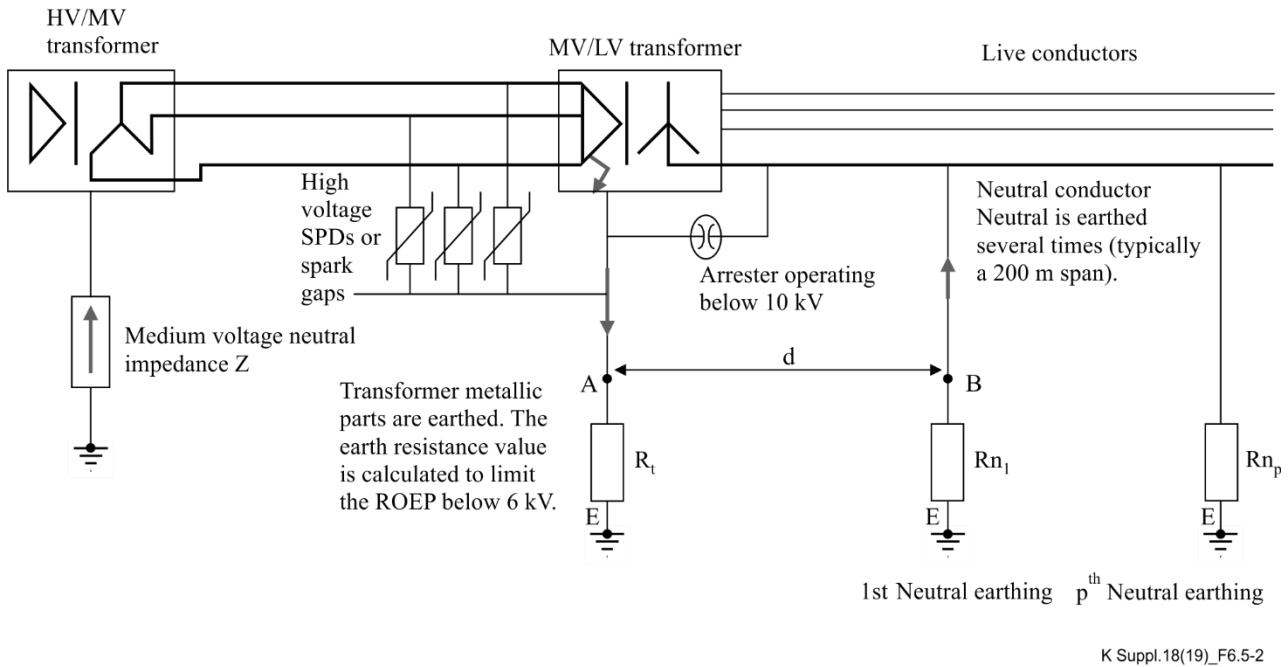 HV/MV
transformer
MV/LV transformer
Live conductors
High
voltage
SPDs or
spark
gaps
Neutral conductor
Neutral is earthed
several times (typically
a 200 m span).
Arrester operating
below 10 kV
Medium voltage neutral
impedance Z
d
A
B
Transformer metallic
parts are earthed. The
earth resistance value
is calculated to limit
the ROEP below 6 kV.
Rt
Rn1
Rnp
E
E
E
1st Neutral earthing
pth Neutral earthing
K Suppl.18(19)_F6.5-2